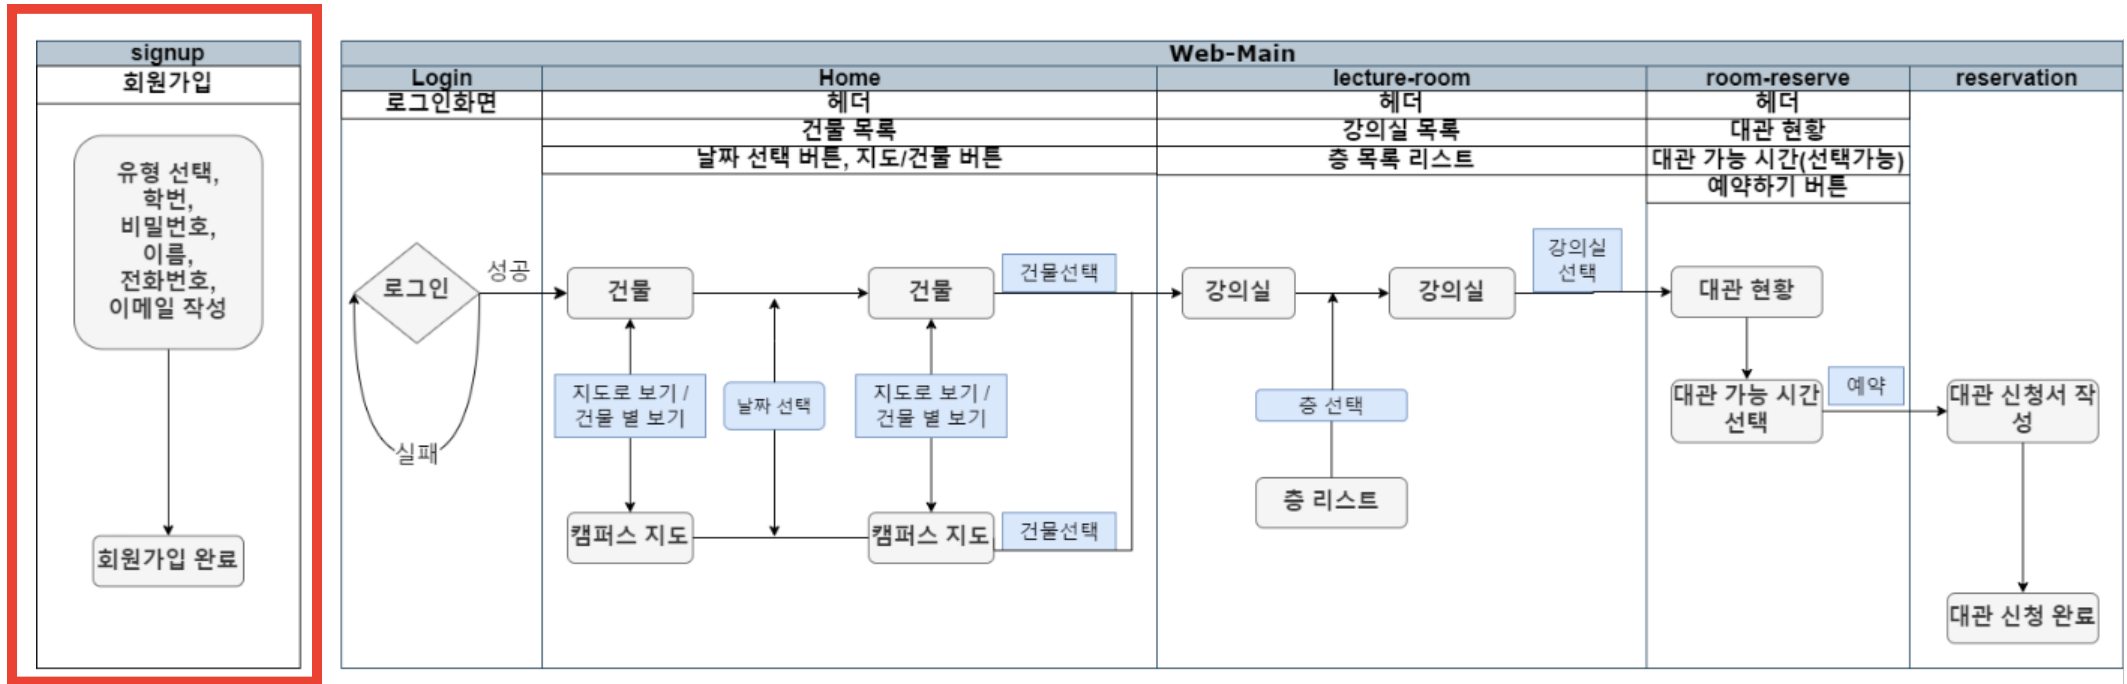 signup
회원가입
유형 선택,
학번,
비밀번호,
이름,
전화번호,
이메일 작성
회원가입 완료
Web-Main
Login
로그인화면
로그인
성공
실패
Home
헤더
건물 목록
날짜 선택 버튼, 지도/건물 버튼
건물
건물
건물선택
지도로 보기 /
건물 별 보기
날짜 선택
지도로 보기 /
건물 별 보기
캠퍼스 지도
캠퍼스 지도
건물선택
lecture-room
헤더
강의실 목록
층 목록 리스트
강의실
강의실
강의실
선택
층 선택
층 리스트
room-reserve
헤더
대관 현황
대관 가능 시간(선택가능)
예약하기 버튼
대관 현황
대관 가능 시간
선택
예약
reservation
대관 신청서 작
성
대관 신청 완료